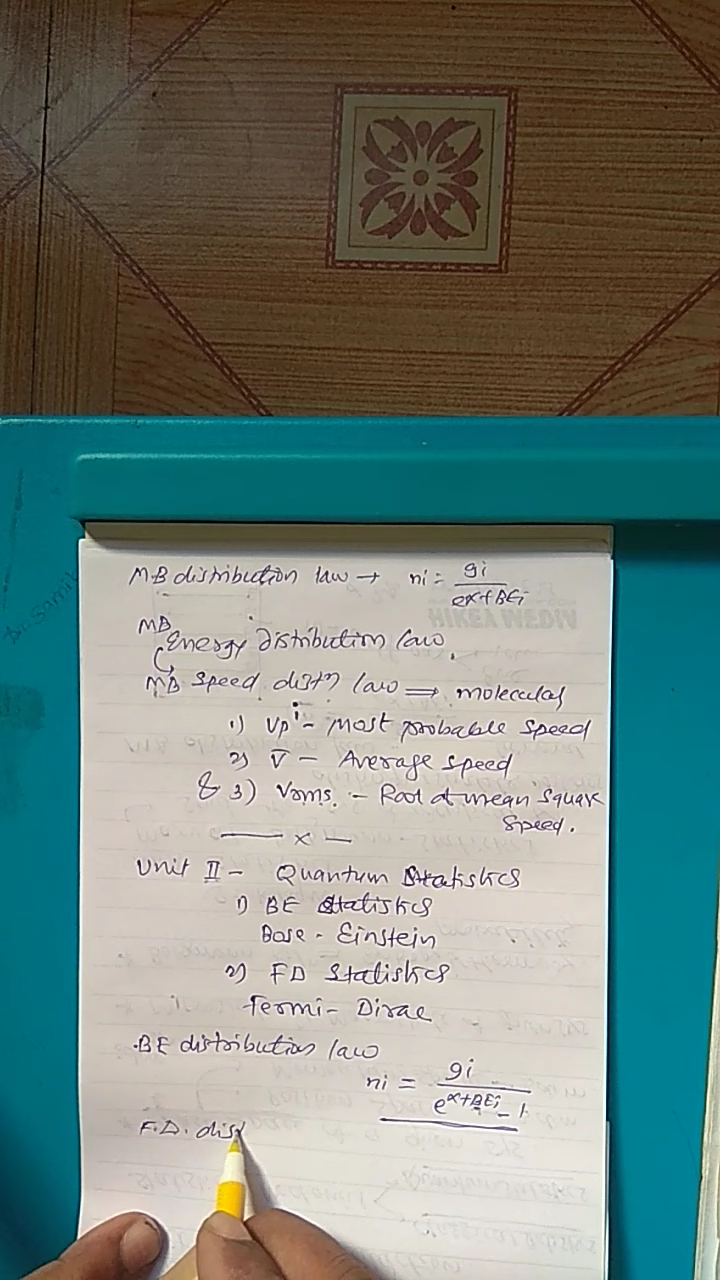 MB distribution law → ni = gi / eα+βEi
MB
Energy distribution law.
MB speed distn law ⇒ molecular
1) Vp - Most probable speed
2) V̅ - Average speed
& 3) Vrms. - Root mean square
speed.
— x —
Unit II - Quantum Statistics
1) BE Statistics
Bose - Einstein
2) FD Statistics
Fermi - Dirac
BE distribution law
ni = gi / e^α+βEi - 1
F.D. dist